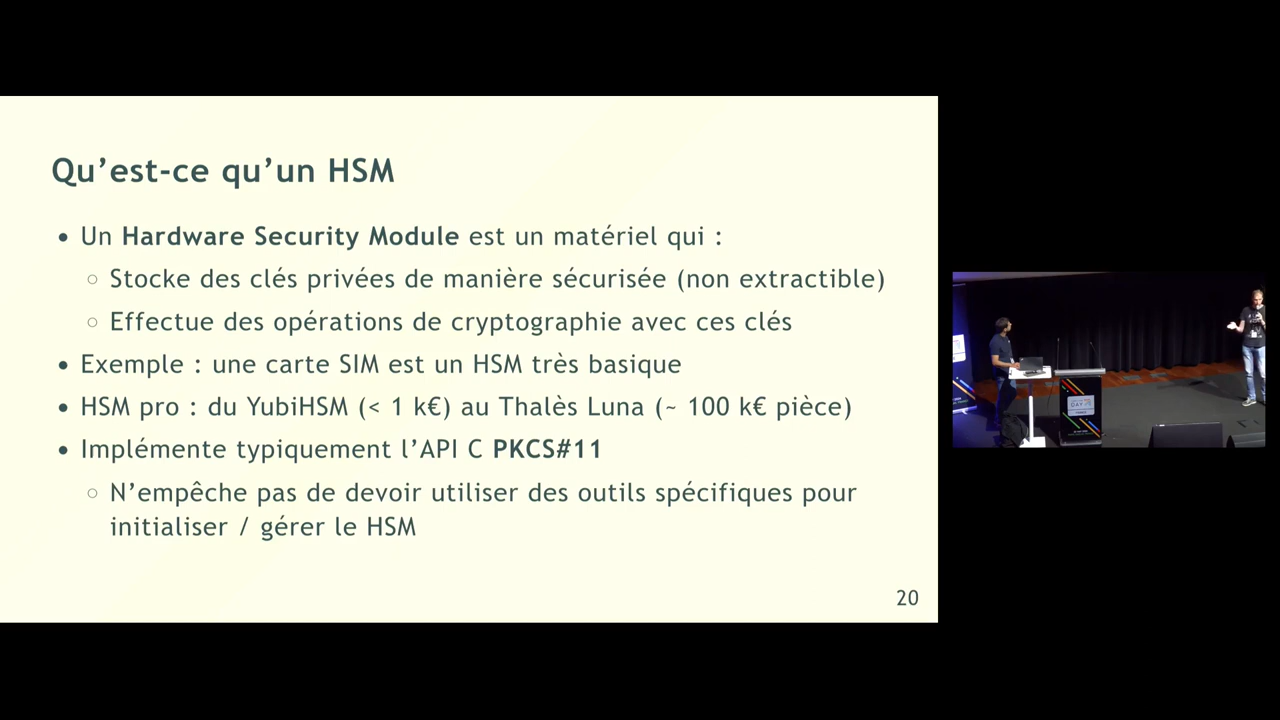 Qu’est-ce qu’un HSM
• Un Hardware Security Module est un matériel qui :
○ Stocke des clés privées de manière sécurisée (non extractible)
○ Effectue des opérations de cryptographie avec ces clés
• Exemple : une carte SIM est un HSM très basique
• HSM pro : du YubiHSM (< 1 k€) au Thalès Luna (~ 100 k€ pièce)
• Implémente typiquement l’API C PKCS#11
○ N’empêche pas de devoir utiliser des outils spécifiques pour
initialiser / gérer le HSM
20